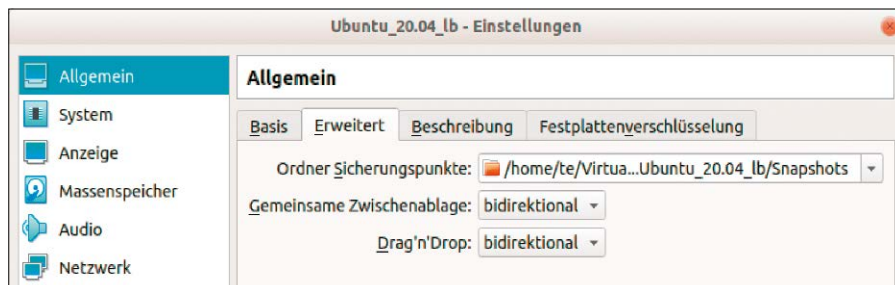 Ubuntu_20.04_lb - Einstellungen
Allgemein
System
Anzeige
Massenspeicher
Audio
Netzwerk
Allgemein
Basis Erweitert Beschreibung Festplattenverschlüsselung
Ordner Sicherungspunkte: /home/te/Virtua...Ubuntu_20.04_lb/Snapshots
Gemeinsame Zwischenablage: bidirektional
Drag'n'Drop: bidirektional